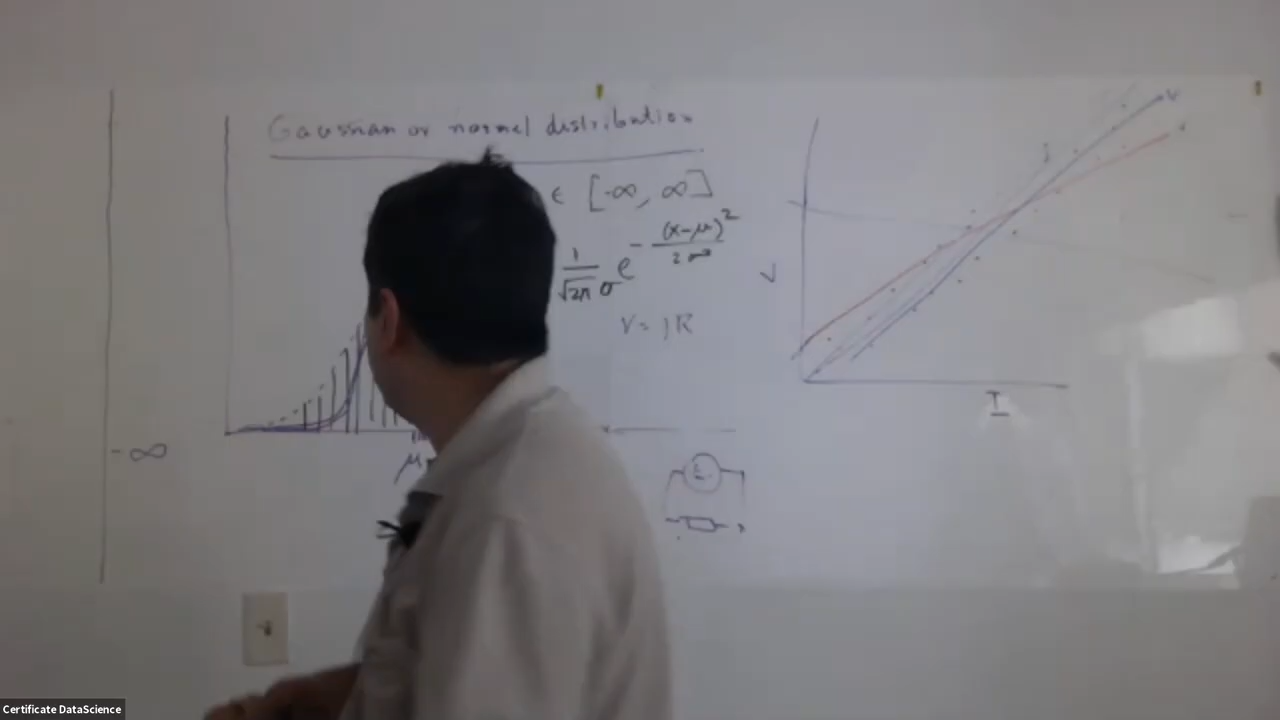 Gaussian or normal distribution
∈ [-∞, ∞]
1/√2π σ e^-(x-μ)²/2σ²
V = IR
-∞
μ
V
I
Certificate DataScience